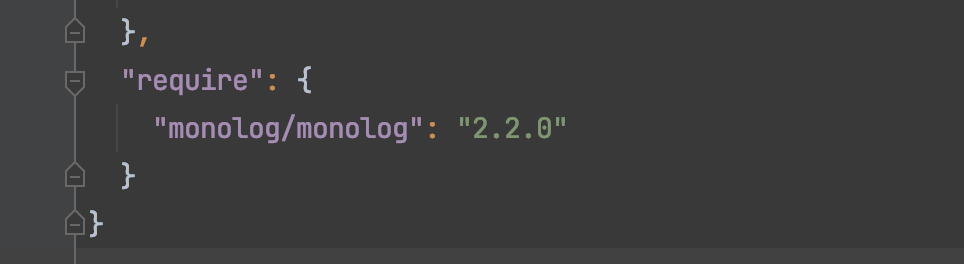 },
"require": {
"monolog/monolog": "2.2.0"
}
}